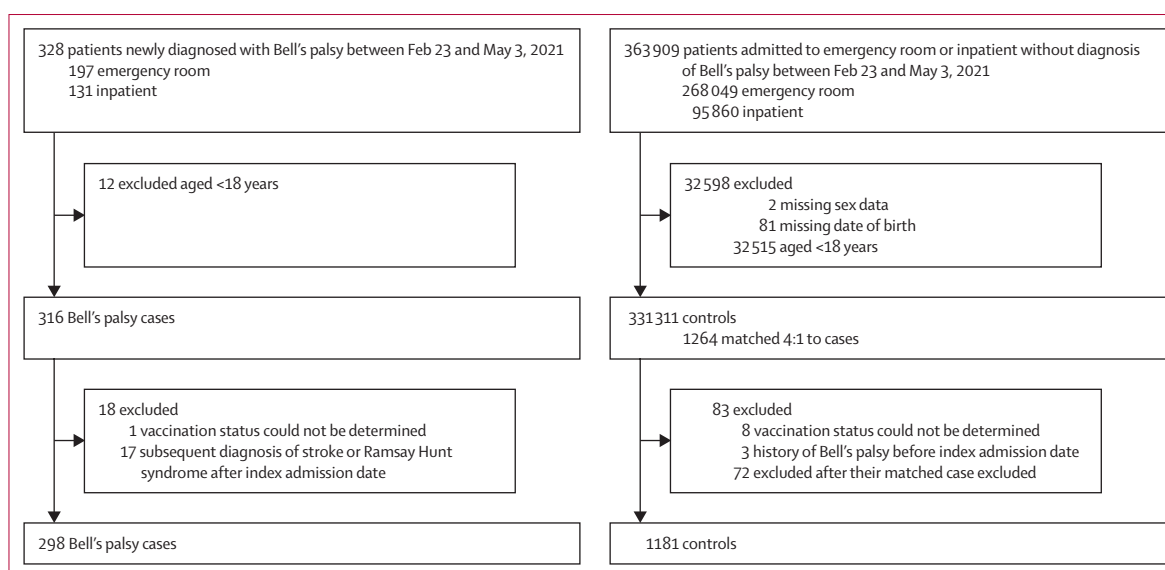 328 patients newly diagnosed with Bell's palsy between Feb 23 and May 3, 2021
197 emergency room
131 inpatient
363 909 patients admitted to emergency room or inpatient without diagnosis
of Bell's palsy between Feb 23 and May 3, 2021
268 049 emergency room
95 860 inpatient
12 excluded aged <18 years
32 598 excluded
2 missing sex data
81 missing date of birth
32 515 aged <18 years
316 Bell's palsy cases
331 311 controls
1264 matched 4:1 to cases
18 excluded
1 vaccination status could not be determined
17 subsequent diagnosis of stroke or Ramsay Hunt
syndrome after index admission date
83 excluded
8 vaccination status could not be determined
3 history of Bell's palsy before index admission date
72 excluded after their matched case excluded
298 Bell's palsy cases
1181 controls